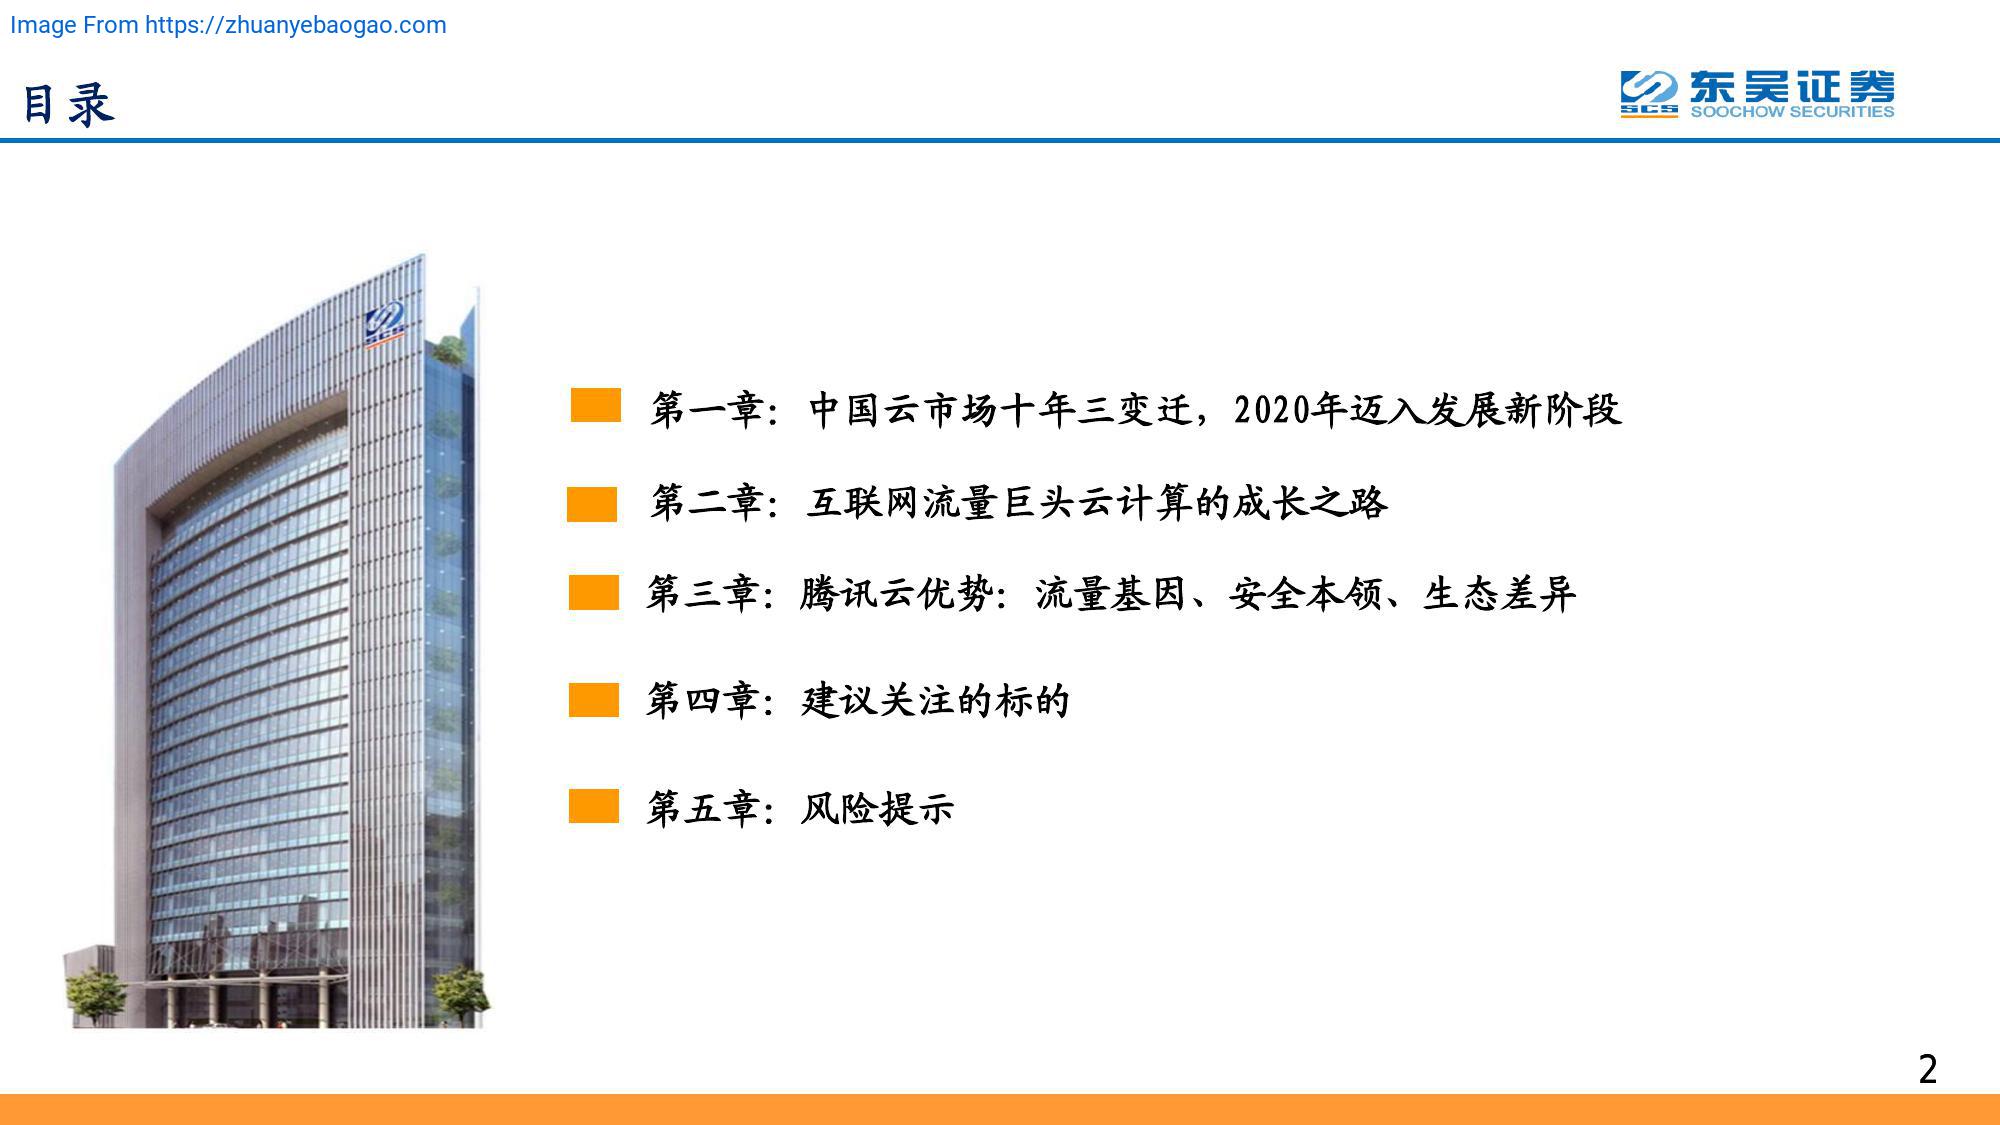 Image From https://zhuanyebaogao.com
目录
东吴证券
SCS
SOOCHOW SECURITIES
SCS
第一章：中国云市场十年三变迁，2020年迈入发展新阶段
第二章：互联网流量巨头云计算的成长之路
第三章：腾讯云优势：流量基因、安全本领、生态差异
第四章：建议关注的标的
第五章：风险提示
2